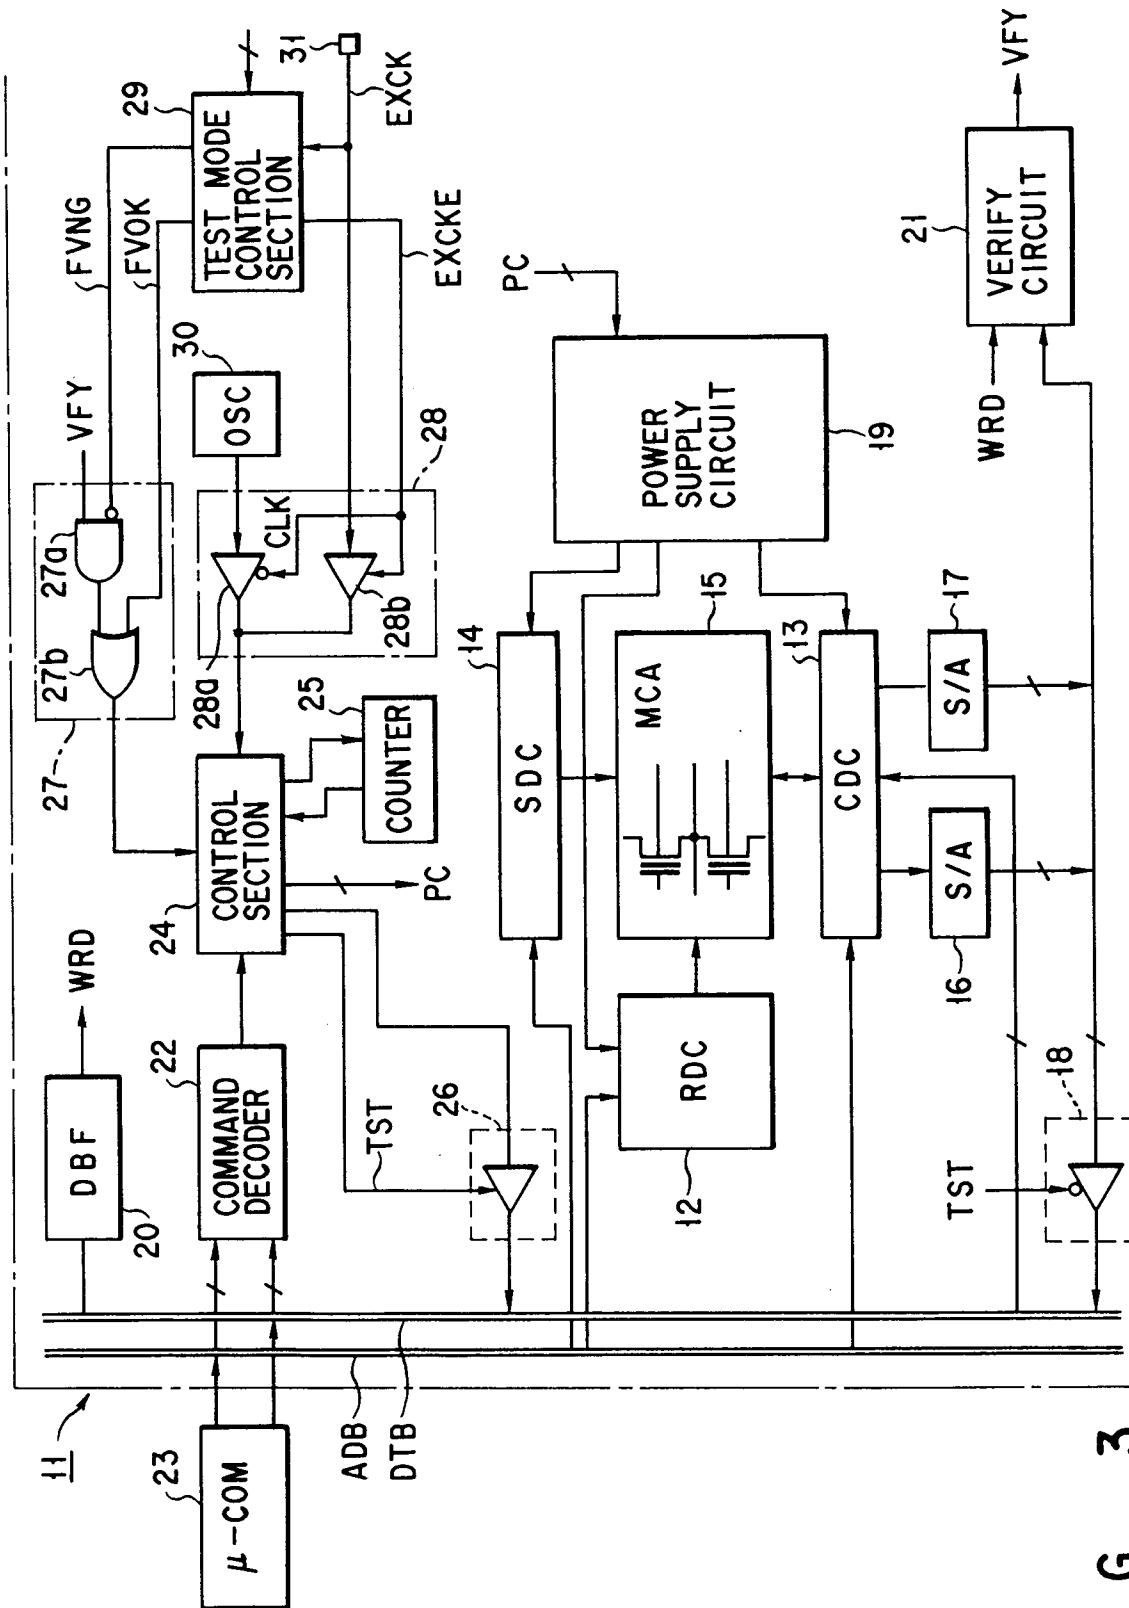 11
23
μ-COM
ADB
DTB
DBF
20
WRD
COMMAND
DECODER
22
24
CONTROL
SECTION
PC
COUNTER
25
TST
26
27
27b
27a
VFY
FVNG
FVOK
29
TEST MODE
CONTROL
SECTION
31
EXCK
EXCKE
30
OSC
CLK
28
28a
28b
SDC
14
MCA
15
RDC
12
CDC
13
S/A
16
S/A
17
POWER
SUPPLY
CIRCUIT
19
PC
TST
18
WRD
VERIFY
CIRCUIT
21
VFY
G 3